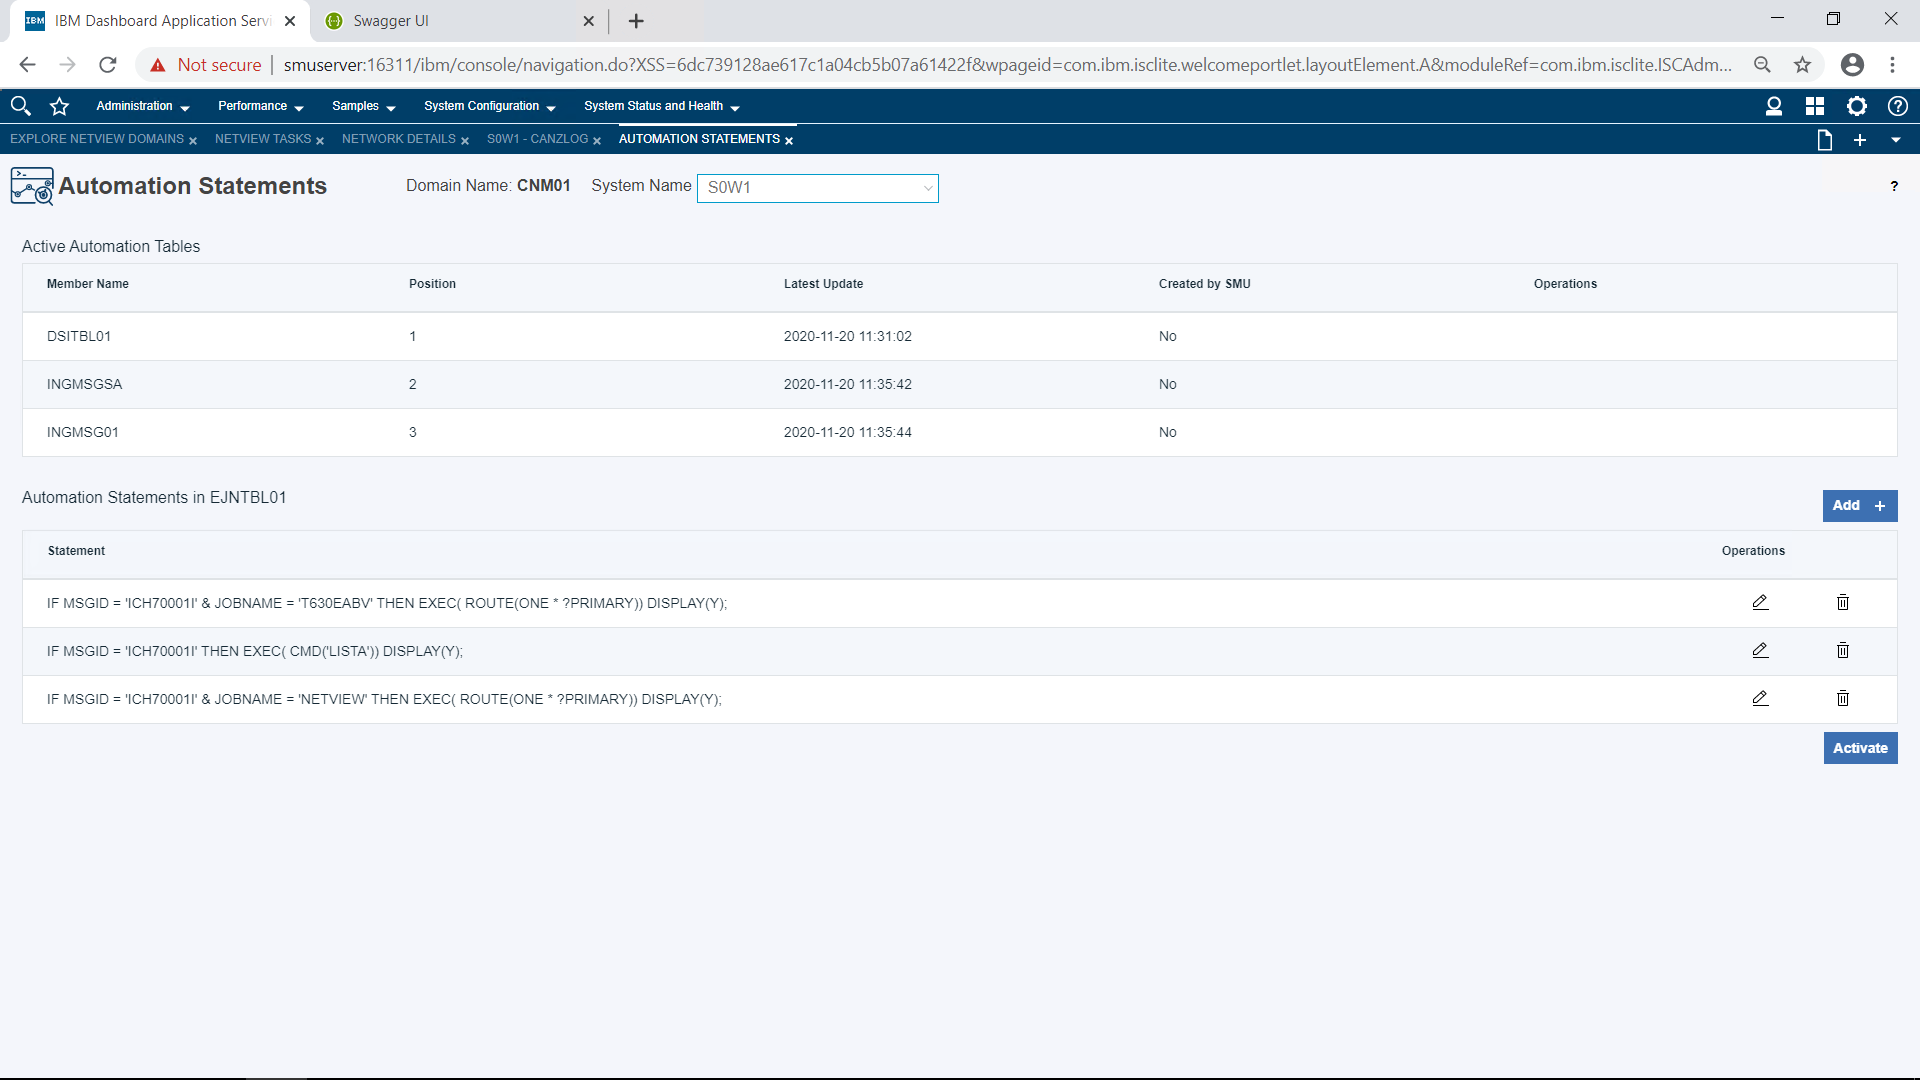 IBM IBM Dashboard Application Servi
Swagger UI
Not secure
smuserver:16311/ibm/console/navigation.do?XSS=6dc739128ae617c1a04cb5b07a61422f&wpageid=com.ibm.isclite.welcomeportlet.layoutElement.A&moduleRef=com.ibm.isclite.ISCAdm...
Administration Performance Samples System Configuration System Status and Health
EXPLORE NETVIEW DOMAINS NETVIEW TASKS NETWORK DETAILS S0W1 - CANZLOG AUTOMATION STATEMENTS
Automation Statements Domain Name: CNM01 System Name S0W1 ?
Active Automation Tables
Member Name Position Latest Update Created by SMU Operations
DSITBL01 1 2020-11-20 11:31:02 No
INGMSGSA 2 2020-11-20 11:35:42 No
INGMSG01 3 2020-11-20 11:35:44 No
Automation Statements in EJNTBL01
Add +
Statement Operations
IF MSGID = 'ICH70001I' & JOBNAME = 'T630EABV' THEN EXEC( ROUTE(ONE * ?PRIMARY)) DISPLAY(Y);
IF MSGID = 'ICH70001I' THEN EXEC( CMD('LISTA')) DISPLAY(Y);
IF MSGID = 'ICH70001I' & JOBNAME = 'NETVIEW' THEN EXEC( ROUTE(ONE * ?PRIMARY)) DISPLAY(Y);
Activate